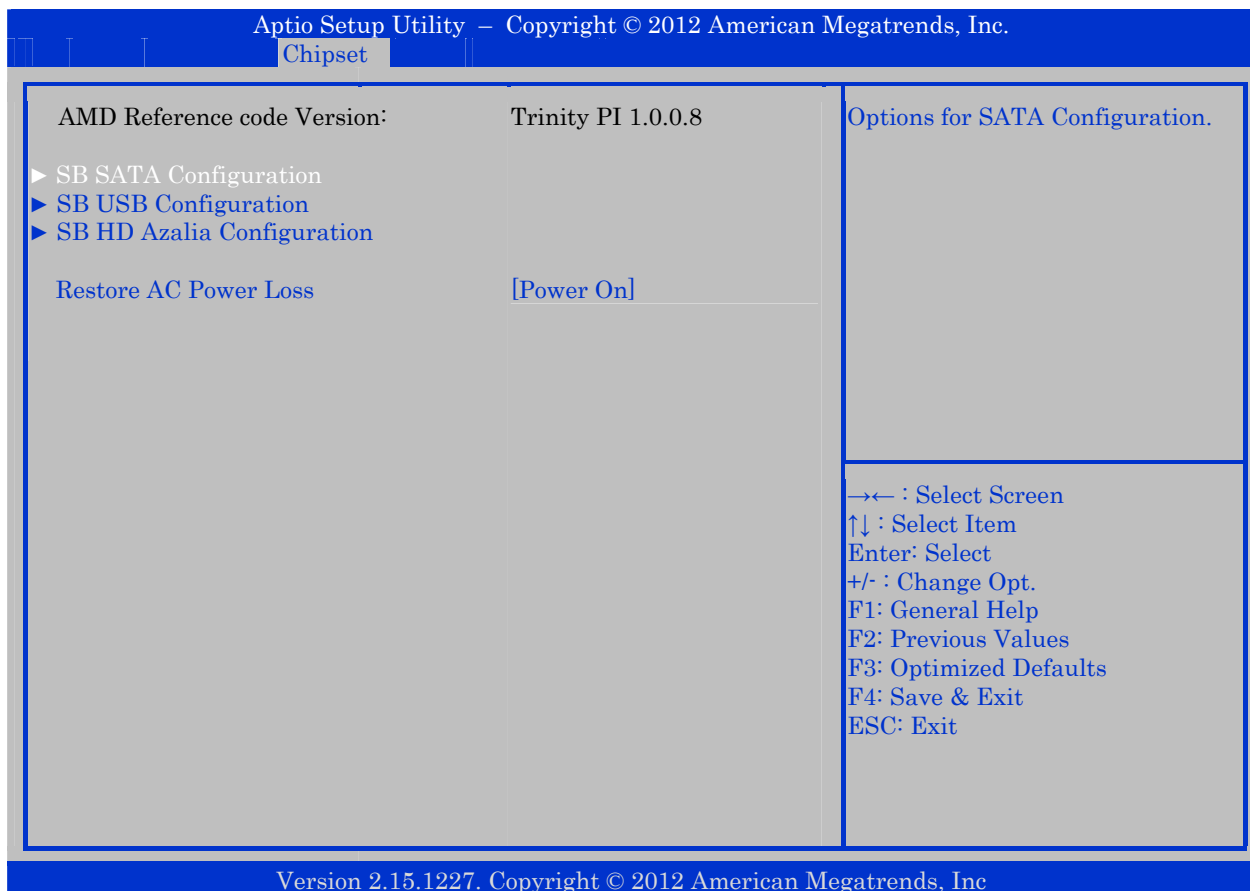 Aptio Setup Utility – Copyright © 2012 American Megatrends, Inc.
Chipset
AMD Reference code Version: Trinity PI 1.0.0.8
► SB SATA Configuration
► SB USB Configuration
► SB HD Azalia Configuration
Restore AC Power Loss [Power On]
Options for SATA Configuration.
→← : Select Screen
↑↓ : Select Item
Enter: Select
+/- : Change Opt.
F1: General Help
F2: Previous Values
F3: Optimized Defaults
F4: Save & Exit
ESC: Exit
Version 2.15.1227. Copyright © 2012 American Megatrends, Inc